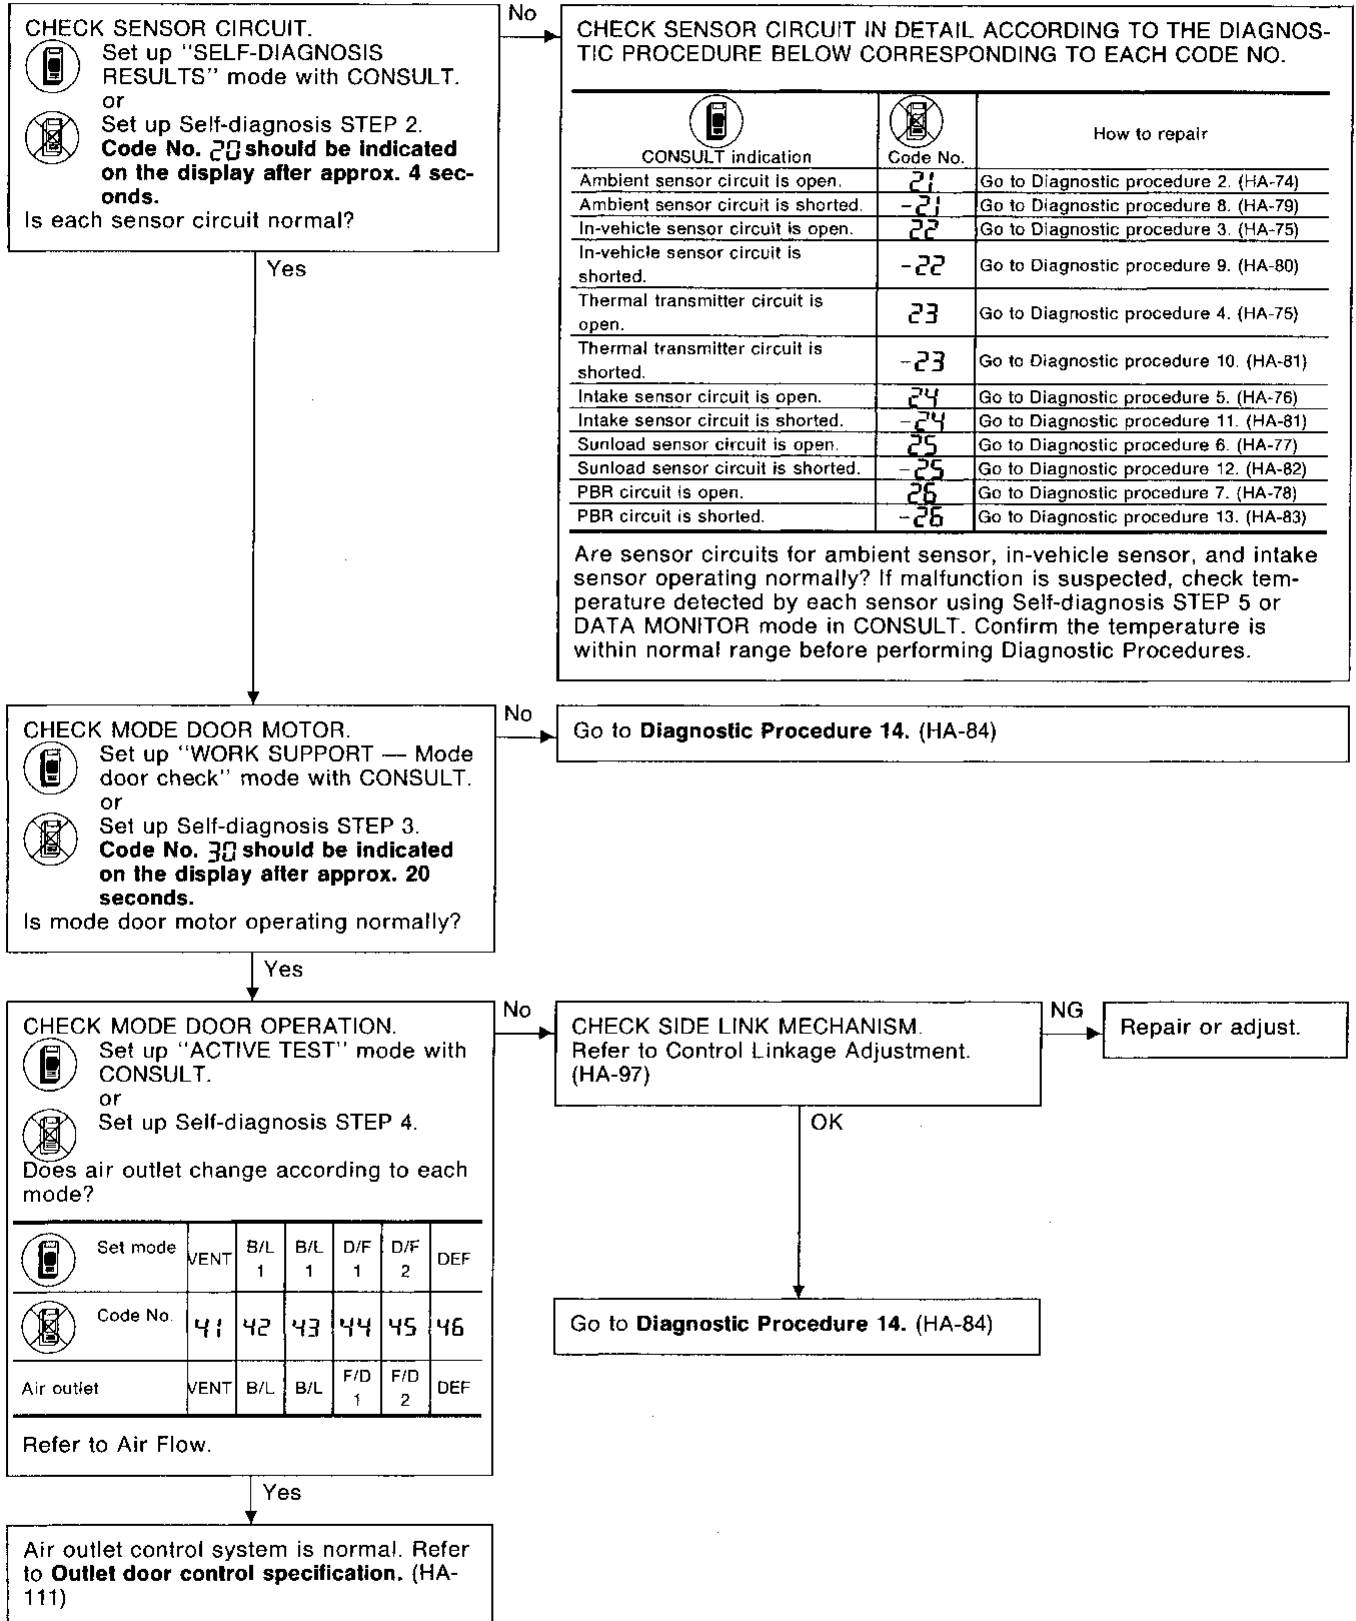 CHECK SENSOR CIRCUIT.
Set up "SELF-DIAGNOSIS
RESULTS" mode with CONSULT.
or
Set up Self-diagnosis STEP 2.
Code No. 20 should be indicated
on the display after approx. 4 sec-
onds.
Is each sensor circuit normal?
No
CHECK SENSOR CIRCUIT IN DETAIL ACCORDING TO THE DIAGNOS-
TIC PROCEDURE BELOW CORRESPONDING TO EACH CODE NO.
CONSULT indication Code No. How to repair
Ambient sensor circuit is open. 21 Go to Diagnostic procedure 2. (HA-74)
Ambient sensor circuit is shorted. -21 Go to Diagnostic procedure 8. (HA-79)
In-vehicle sensor circuit is open. 22 Go to Diagnostic procedure 3. (HA-75)
In-vehicle sensor circuit is
shorted. -22 Go to Diagnostic procedure 9. (HA-80)
Thermal transmitter circuit is
open. 23 Go to Diagnostic procedure 4. (HA-75)
Thermal transmitter circuit is
shorted. -23 Go to Diagnostic procedure 10. (HA-81)
Intake sensor circuit is open. 24 Go to Diagnostic procedure 5. (HA-76)
Intake sensor circuit is shorted. -24 Go to Diagnostic procedure 11. (HA-81)
Sunload sensor circuit is open. 25 Go to Diagnostic procedure 6. (HA-77)
Sunload sensor circuit is shorted. -25 Go to Diagnostic procedure 12. (HA-82)
PBR circuit is open. 26 Go to Diagnostic procedure 7. (HA-78)
PBR circuit is shorted. -26 Go to Diagnostic procedure 13. (HA-83)
Are sensor circuits for ambient sensor, in-vehicle sensor, and intake
sensor operating normally? If malfunction is suspected, check tem-
perature detected by each sensor using Self-diagnosis STEP 5 or
DATA MONITOR mode in CONSULT. Confirm the temperature is
within normal range before performing Diagnostic Procedures.
Yes
CHECK MODE DOOR MOTOR.
Set up "WORK SUPPORT — Mode
door check" mode with CONSULT.
or
Set up Self-diagnosis STEP 3.
Code No. 30 should be indicated
on the display after approx. 20
seconds.
Is mode door motor operating normally?
No
Go to Diagnostic Procedure 14. (HA-84)
Yes
CHECK MODE DOOR OPERATION.
Set up "ACTIVE TEST" mode with
CONSULT.
or
Set up Self-diagnosis STEP 4.
Does air outlet change according to each
mode?
Set mode VENT B/L 1 B/L 1 D/F 1 D/F 2 DEF
Code No. 41 42 43 44 45 46
Air outlet VENT B/L B/L F/D 1 F/D 2 DEF
Refer to Air Flow.
No
CHECK SIDE LINK MECHANISM.
Refer to Control Linkage Adjustment.
(HA-97)
NG
Repair or adjust.
OK
Go to Diagnostic Procedure 14. (HA-84)
Yes
Air outlet control system is normal. Refer
to Outlet door control specification. (HA-
111)